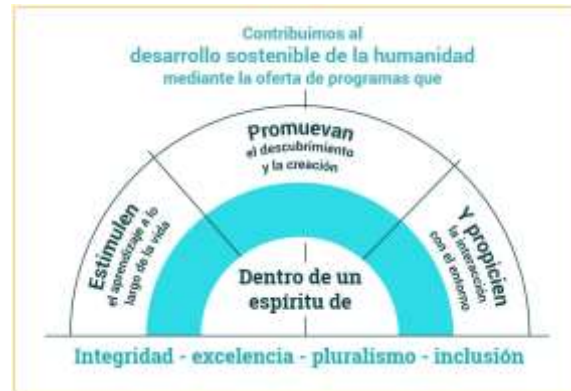 Contribuimos al
desarrollo sostenible de la humanidad
mediante la oferta de programas que
Estimulen
el aprendizaje a lo
largo de la vida
Promuevan
el descubrimiento
y la creación
Y propicien
la interacción
con el entorno
Dentro de un
espíritu de
Integridad - excelencia - pluralismo - inclusión